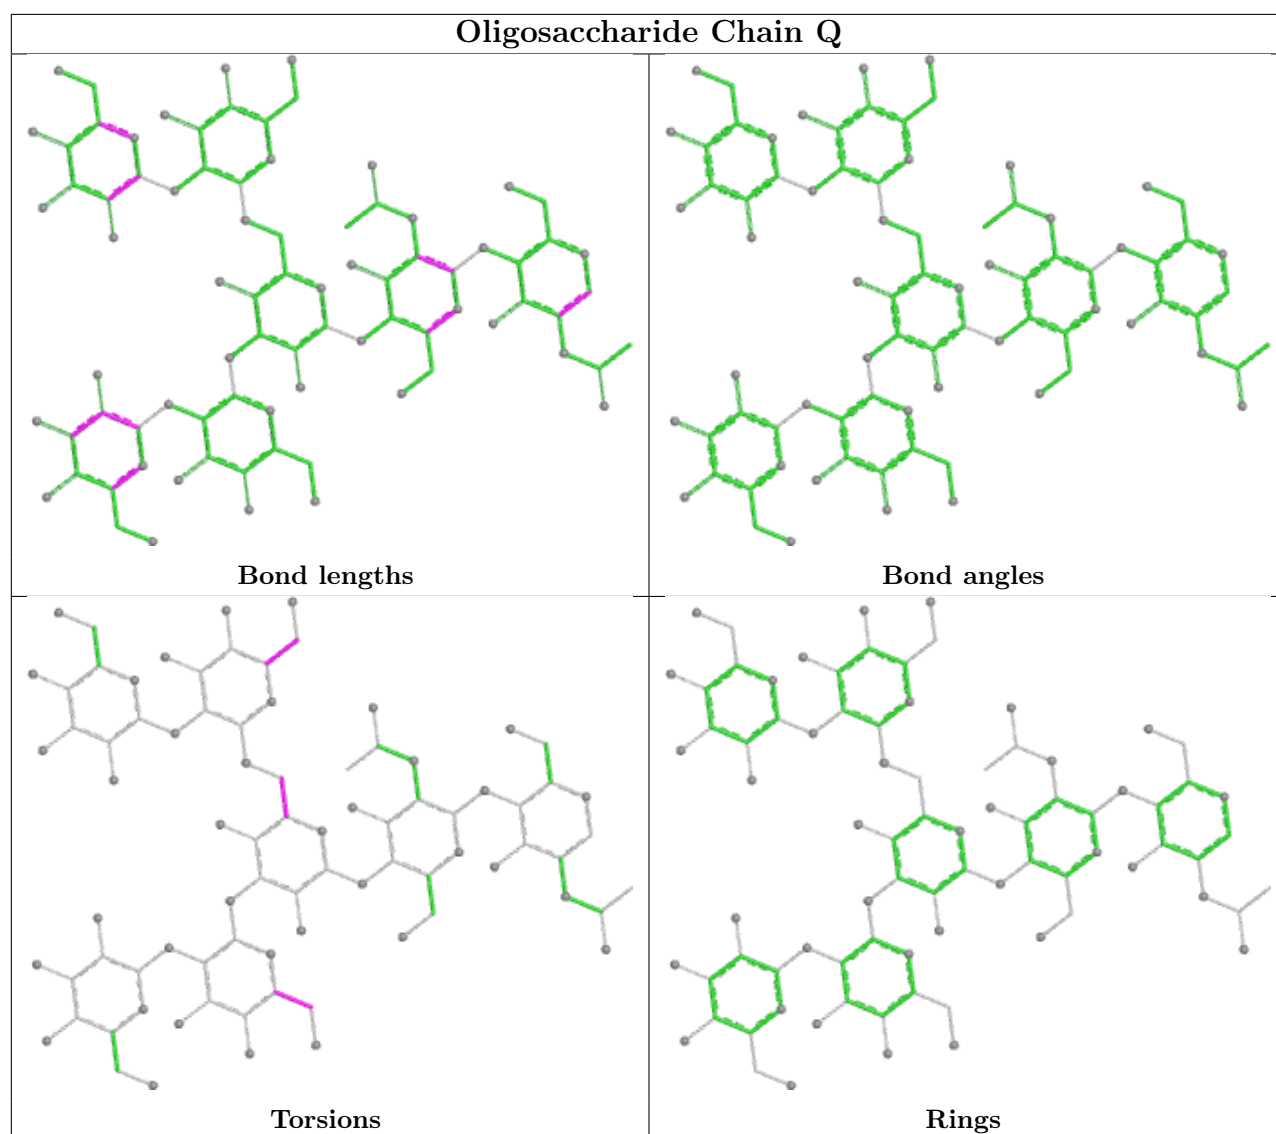 Oligosaccharide Chain Q
Bond lengths
Bond angles
Torsions
Rings